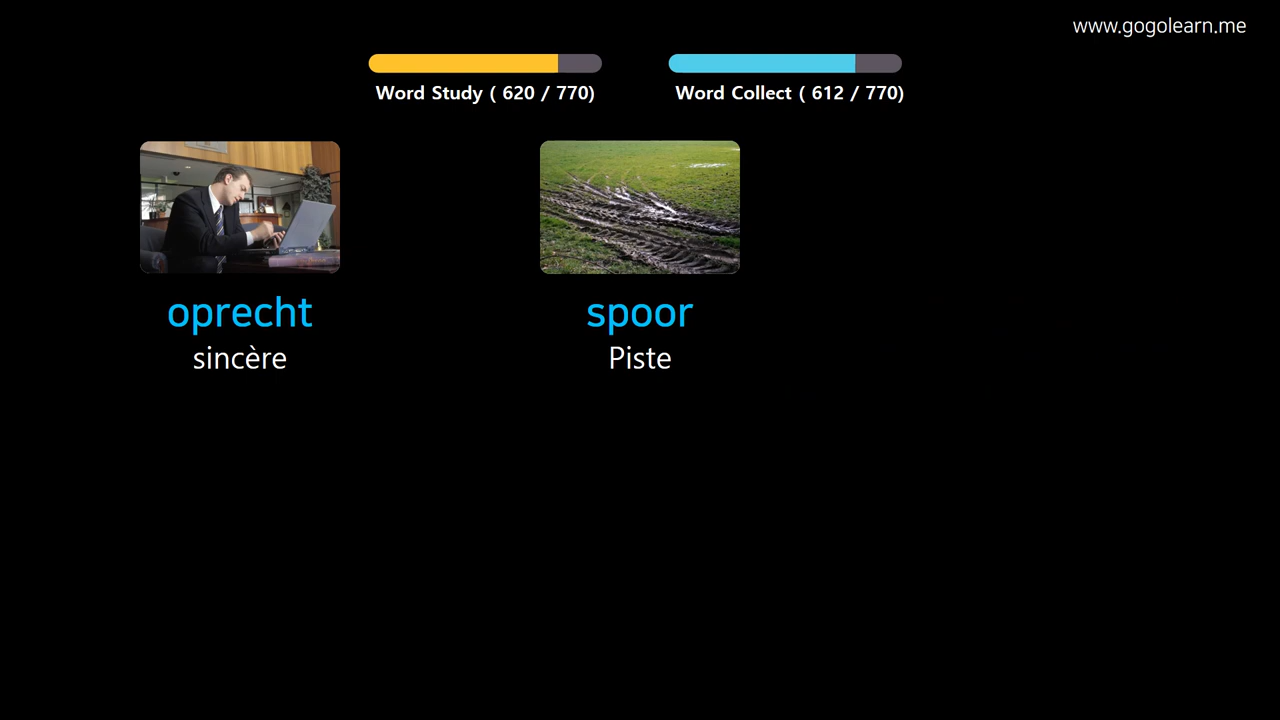 www.gogolearn.me
Word Study ( 620 / 770)
Word Collect ( 612 / 770)
oprecht
sincère
spoor
Piste